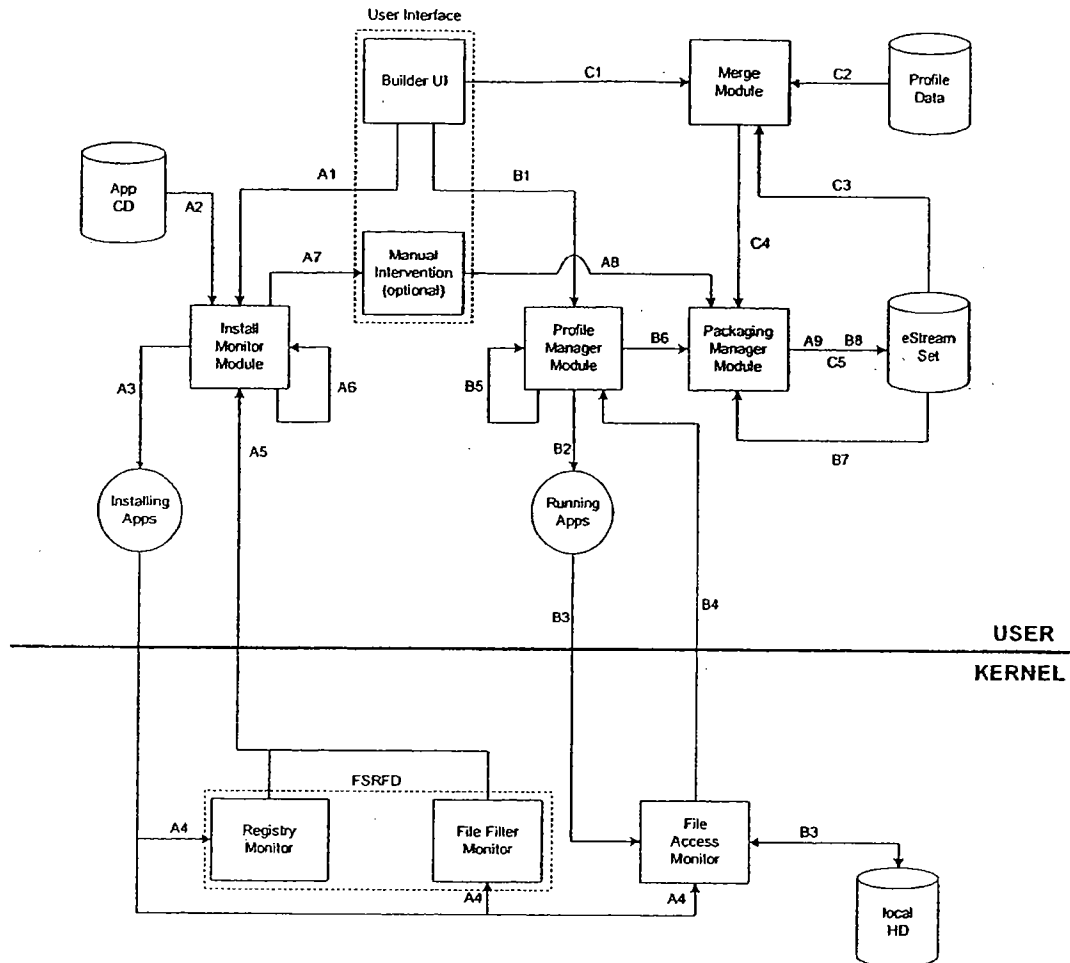 User Interface
Builder UI
C1
Merge
Module
C2
Profile
Data
App
CD
A2
A1
B1
C3
C4
A7
Manual
Intervention
(optional)
A8
Install
Monitor
Module
Profile
Manager
Module
B6
Packaging
Manager
Module
A9 B8
C5
eStream
Set
A3
A6
B5
B7
A5
B2
Installing
Apps
Running
Apps
B3
B4
USER
KERNEL
FSRFD
A4
Registry
Monitor
File Filter
Monitor
File
Access
Monitor
B3
A4
A4
local
HD